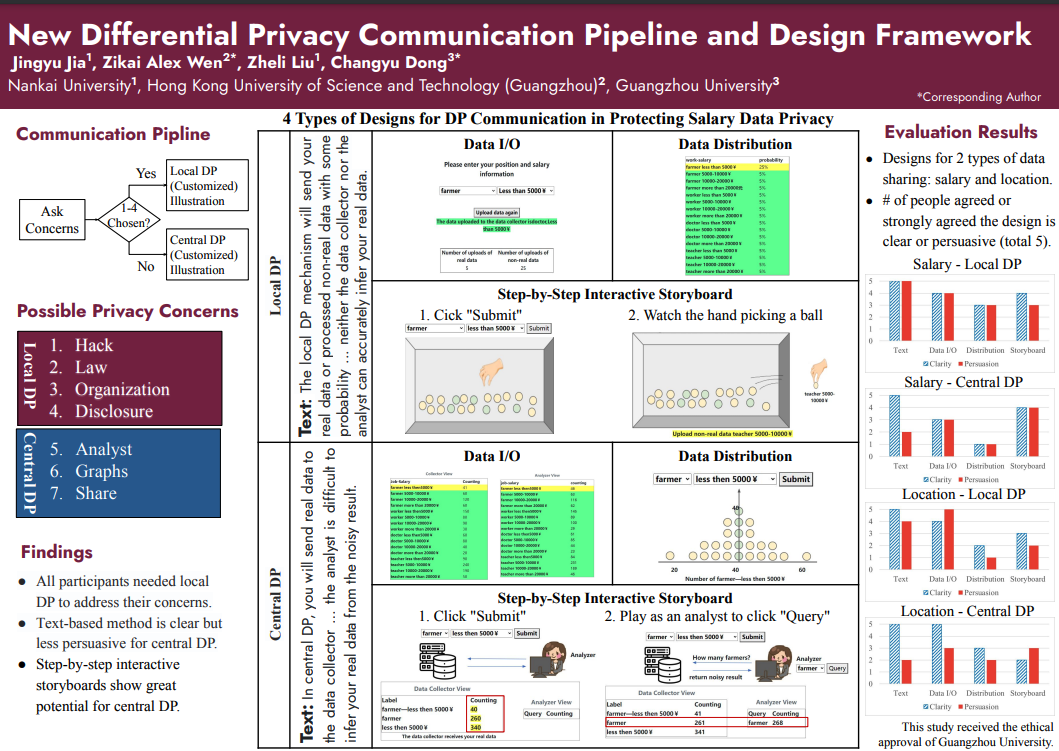 New Differential Privacy Communication Pipeline and Design Framework
Jingyu Jia1, Zikai Alex Wen2*, Zheli Liu1, Changyu Dong3*
Nankai University1, Hong Kong University of Science and Technology (Guangzhou)2, Guangzhou University3
*Corresponding Author
Communication Pipline
Ask
Concerns
1-4
Chosen?
Yes
No
Local DP
(Customized)
Illustration
Central DP
(Customized)
Illustration
Possible Privacy Concerns
Local DP
1. Hack
2. Law
3. Organization
4. Disclosure
Central DP
5. Analyst
6. Graphs
7. Share
Findings
● All participants needed local
DP to address their concerns.
● Text-based method is clear but
less persuasive for central DP.
● Step-by-step interactive
storyboards show great
potential for central DP.
4 Types of Designs for DP Communication in Protecting Salary Data Privacy
Local DP
Text: The local DP mechanism will send your
real data or processed non-real data with some
probability ... neither the data collector nor the
analyst can accurately infer your real data.
Data I/O
Please enter your position and salary
information
farmer Less than 5000 ¥
Upload data again
The data uploaded to the data collector is:doctor,Less
than 5000 ¥
Number of uploads of
real data
5
Number of uploads of
non-real data
25
Data Distribution
work-salary probability
farmer less than 5000 ¥ 25%
farmer 5000-10000 ¥ 5%
farmer 10000-20000 ¥ 5%
farmer more than 20000¥ 5%
worker less than 5000 ¥ 5%
worker 5000-10000 ¥ 5%
worker 10000-20000 ¥ 5%
worker more than 20000 ¥ 5%
doctor less than 5000 ¥ 5%
doctor 5000-10000 ¥ 5%
doctor 10000-20000 ¥ 5%
doctor more than 20000 ¥ 5%
teacher less than 5000 ¥ 5%
teacher 5000-10000 ¥ 5%
teacher 10000-20000 ¥ 5%
teacher more than 20000 ¥ 5%
Step-by-Step Interactive Storyboard
1. Cick "Submit"
farmer less then 5000 ¥ Submit
2. Watch the hand picking a ball
teacher 5000-
10000 ¥
Upload non-real data teacher 5000-10000 ¥
Central DP
Text: In central DP, you will send real data to
the data collector ... the analyst is difficult to
infer your real data from the noisy result.
Data I/O
Collector View
Job-Salary Counting
farmer less then5000 ¥ 41
Analyzer View
job-salary counting
Data Distribution
farmer less then 5000 ¥ Submit
40
20 40 60
Number of farmer—less then 5000 ¥
Step-by-Step Interactive Storyboard
1. Click "Submit"
farmer less then 5000 ¥ Submit
Analyzer
Data Collector View
Label Counting
farmer—less then 5000 ¥ 40
farmer 260
less then 5000 ¥ 340
The data collector receives your real data
Analyzer View
Query Counting
2. Play as an analyst to click "Query"
farmer less then 5000 ¥ Submit
How many farmers?
return noisy result
Analyzer
farmer Query
Data Collector View
Label Counting
farmer—less then 5000 ¥ 41
farmer 261
less then 5000 ¥ 341
Analyzer View
Query Counting
farmer 268
Evaluation Results
● Designs for 2 types of data
sharing: salary and location.
● # of people agreed or
strongly agreed the design is
clear or persuasive (total 5).
Salary - Local DP
5
4
3
2
1
0
Text Data I/O Distribution Storyboard
Clarity Persuasion
Salary - Central DP
5
4
3
2
1
0
Text Data I/O Distribution Storyboard
Clarity Persuasion
Location - Local DP
5
4
3
2
1
0
Text Data I/O Distribution Storyboard
Clarity Persuasion
Location - Central DP
5
4
3
2
1
0
Text Data I/O Distribution Storyboard
Clarity Persuasion
This study received the ethical
approval of Guangzhou University.